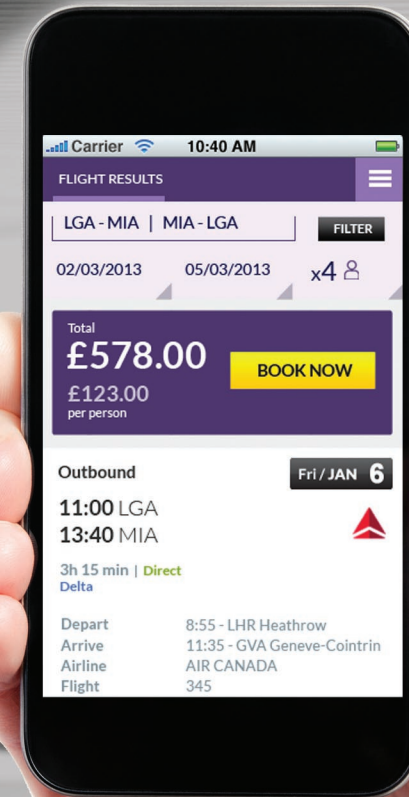 Carrier 10:40 AM
FLIGHT RESULTS
LGA - MIA | MIA - LGA
FILTER
02/03/2013 05/03/2013 x4
Total
£578.00
BOOK NOW
£123.00
per person
Outbound
Fri / JAN 6
11:00 LGA
13:40 MIA
3h 15 min | Direct
Delta
Depart 8:55 - LHR Heathrow
Arrive 11:35 - GVA Geneve-Cointrin
Airline AIR CANADA
Flight 345